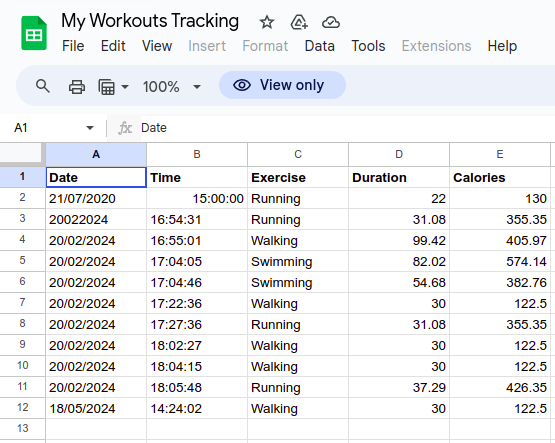 My Workouts Tracking
File Edit View Insert Format Data Tools Extensions Help
100% View only
A1 fx Date
A B C D E
1 Date Time Exercise Duration Calories
2 21/07/2020 15:00:00 Running 22 130
3 20022024 16:54:31 Running 31.08 355.35
4 20/02/2024 16:55:01 Walking 99.42 405.97
5 20/02/2024 17:04:05 Swimming 82.02 574.14
6 20/02/2024 17:04:46 Swimming 54.68 382.76
7 20/02/2024 17:22:36 Walking 30 122.5
8 20/02/2024 17:27:36 Running 31.08 355.35
9 20/02/2024 18:02:27 Walking 30 122.5
10 20/02/2024 18:04:15 Walking 30 122.5
11 20/02/2024 18:05:48 Running 37.29 426.35
12 18/05/2024 14:24:02 Walking 30 122.5
13